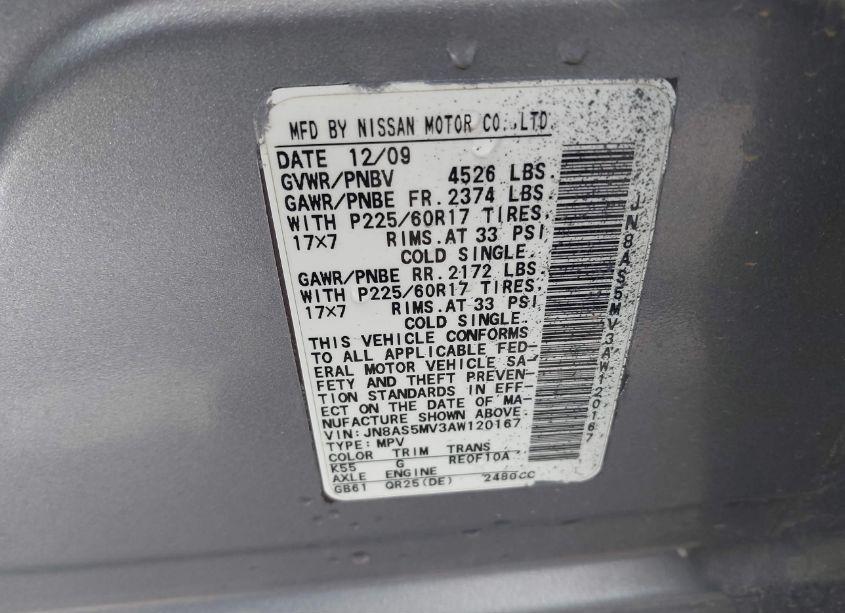 MFD BY NISSAN MOTOR CO.,LTD.
DATE 12/09
GVWR/PNBV 4526 LBS.
GAWR/PNBE FR. 2374 LBS.
WITH P225/60R17 TIRES.
17×7 RIMS.AT 33 PSI
COLD SINGLE.
GAWR/PNBE RR. 2172 LBS.
WITH P225/60R17 TIRES.
17×7 RIMS.AT 33 PSI
COLD SINGLE.
THIS VEHICLE CONFORMS
TO ALL APPLICABLE FED-
ERAL MOTOR VEHICLE SA-
FETY AND THEFT PREVEN-
TION STANDARDS IN EFF-
ECT ON THE DATE OF MA-
NUFACTURE SHOWN ABOVE.
VIN: JN8AS5MV3AW120167
TYPE: MPV
COLOR TRIM TRANS
K55 G RE0F10A
AXLE ENGINE
GB61 QR25(DE) 2480CC
JN8AS5MV3AW120167